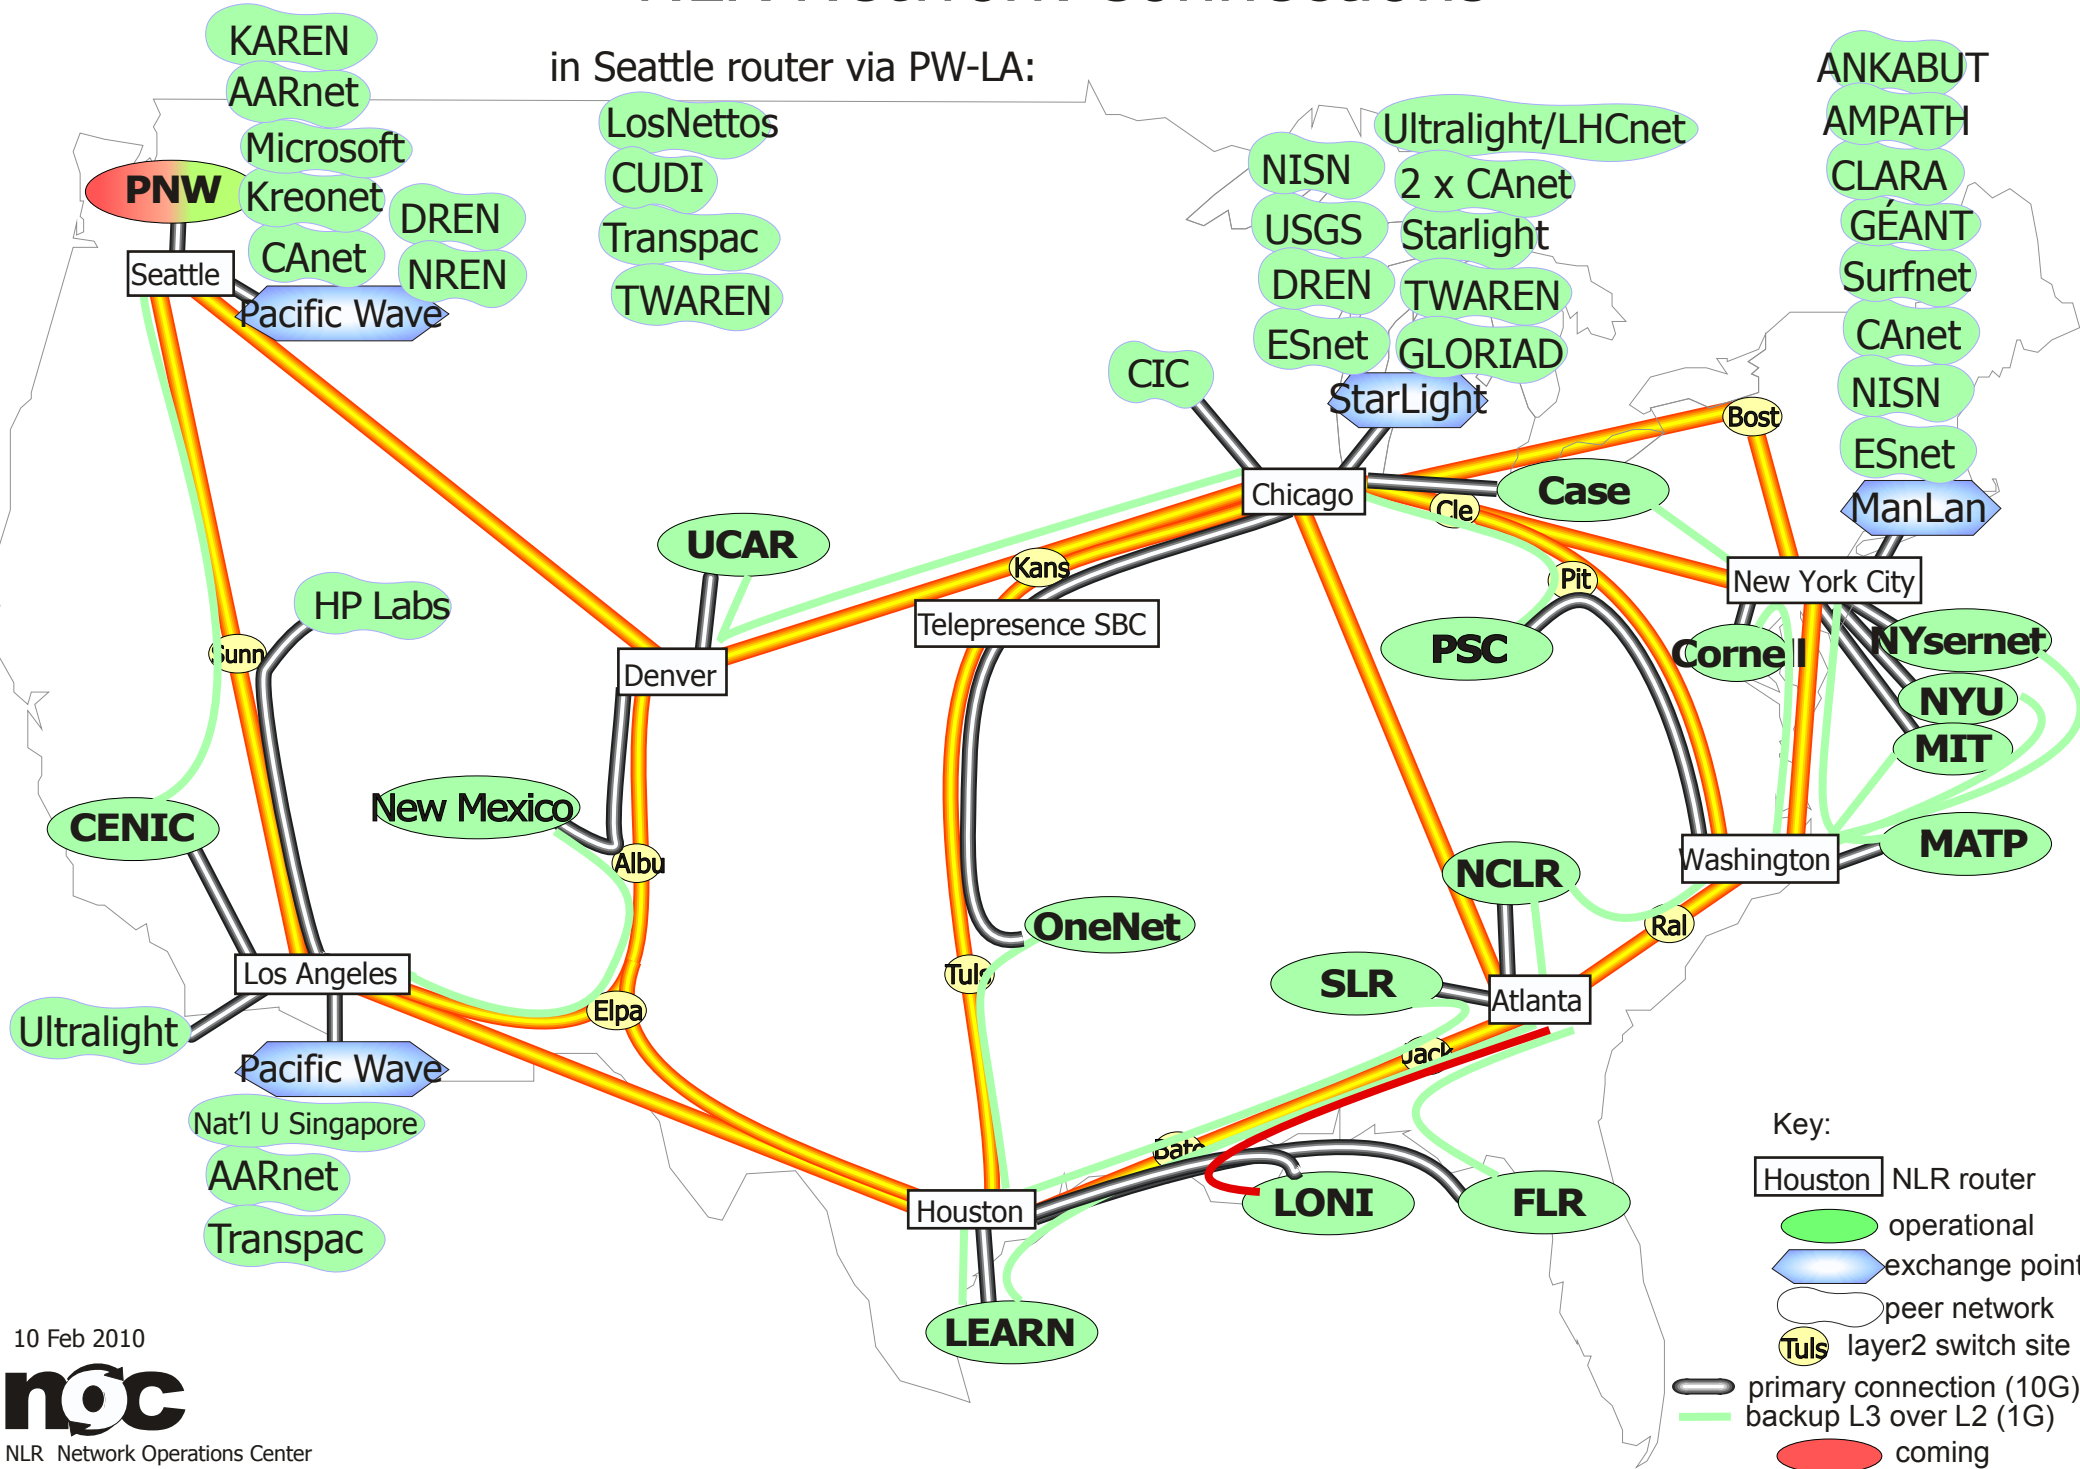 in Seattle router via PW-LA:
KAREN
AARnet
Microsoft
Kreonet
CAnet
DREN
NREN
PNW
Seattle
Pacific Wave
LosNettos
CUDI
Transpac
TWAREN
Ultralight/LHCnet
NISN
2 x CAnet
USGS
Starlight
DREN
TWAREN
ESnet
GLORIAD
StarLight
CIC
Chicago
ANKABUT
AMPATH
CLARA
GÉANT
Surfnet
CAnet
NISN
ESnet
ManLan
Bost
Case
Cle
Pit
New York City
UCAR
Kans
Telepresence SBC
Denver
HP Labs
Sunn
PSC
Cornell
NYsernet
NYU
MIT
MATP
Washington
CENIC
New Mexico
Albu
NCLR
Ral
OneNet
Tuls
SLR
Atlanta
Los Angeles
Elpa
Ultralight
Pacific Wave
Nat'l U Singapore
AARnet
Transpac
Jack
Bato
Houston
LONI
FLR
LEARN
Key:
Houston NLR router
operational
exchange point
peer network
Tuls layer2 switch site
primary connection (10G)
backup L3 over L2 (1G)
coming
10 Feb 2010
noc
NLR Network Operations Center